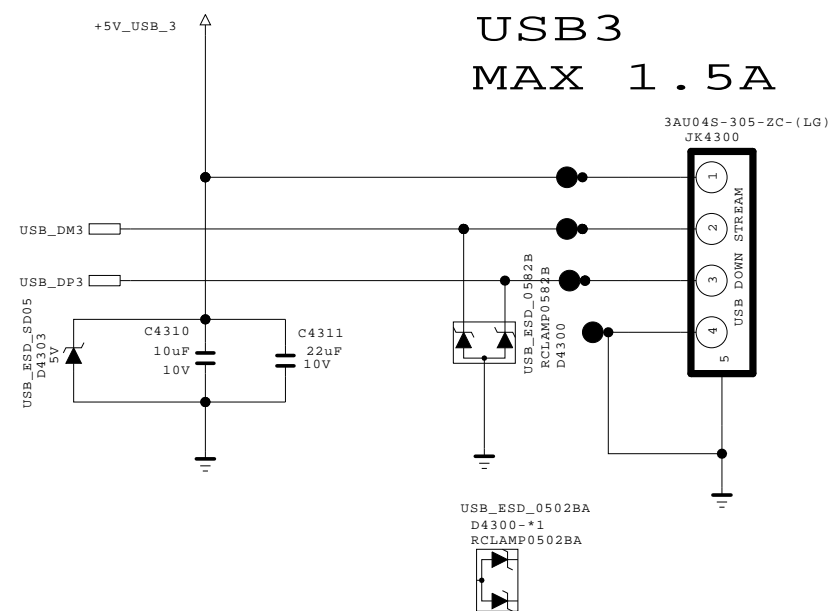 +5V_USB_3
USB3
MAX 1.5A
3AU04S-305-ZC-(LG)
JK4300
1
2
3
4
5
USB DOWN STREAM
USB_DM3
USB_DP3
USB_ESD_SD05
D4303
5V
C4310
10uF
10V
C4311
22uF
10V
USB_ESD_0582B
RCLAMP0582B
D4300
USB_ESD_0502BA
D4300-*1
RCLAMP0502BA